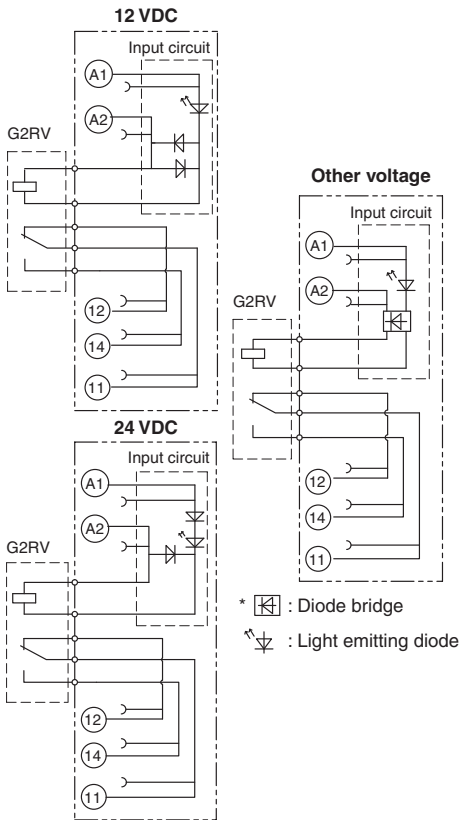 12 VDC
Input circuit
A1
A2
G2RV
12
14
11
Other voltage
Input circuit
A1
A2
G2RV
12
14
11
24 VDC
Input circuit
A1
A2
G2RV
12
14
11
* : Diode bridge
: Light emitting diode